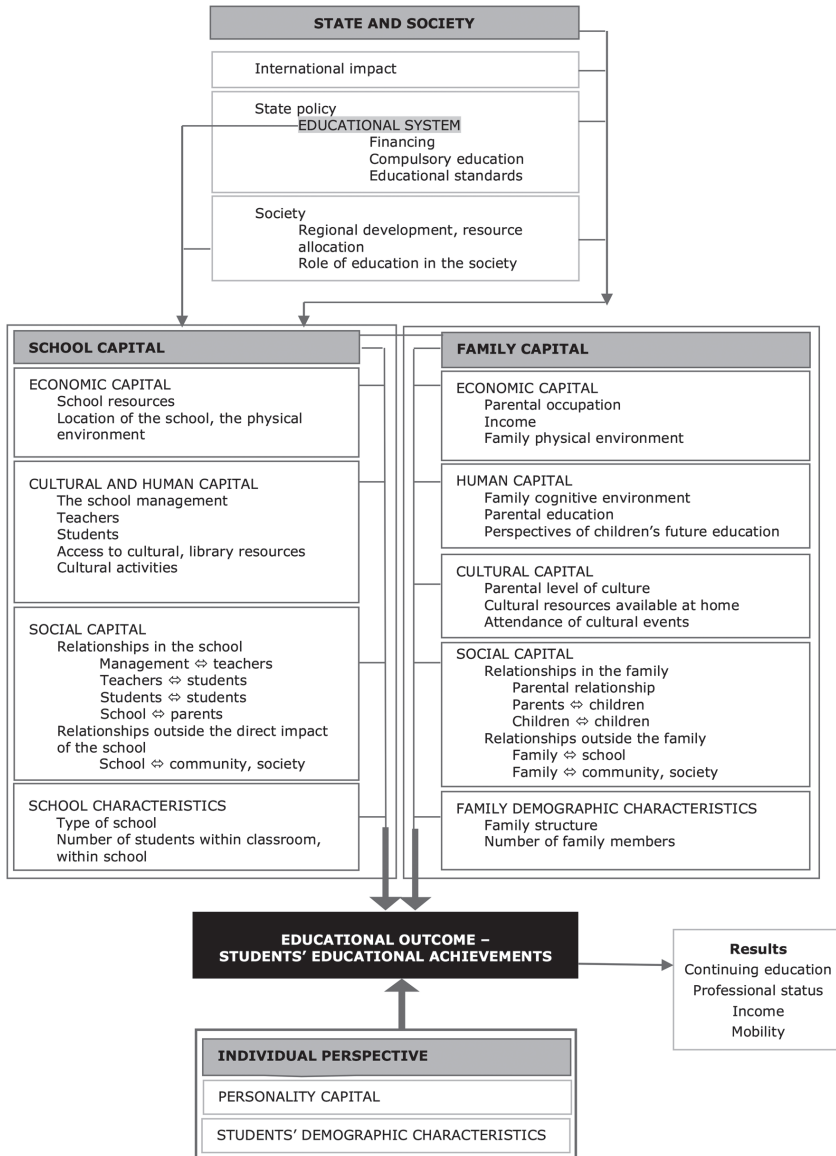 STATE AND SOCIETY
International impact
State policy
EDUCATIONAL SYSTEM
Financing
Compulsory education
Educational standards
Society
Regional development, resource
allocation
Role of education in the society
SCHOOL CAPITAL
ECONOMIC CAPITAL
School resources
Location of the school, the physical
environment
CULTURAL AND HUMAN CAPITAL
The school management
Teachers
Students
Access to cultural, library resources
Cultural activities
SOCIAL CAPITAL
Relationships in the school
Management ⇔ teachers
Teachers ⇔ students
Students ⇔ students
School ⇔ parents
Relationships outside the direct impact
of the school
School ⇔ community, society
SCHOOL CHARACTERISTICS
Type of school
Number of students within classroom,
within school
FAMILY CAPITAL
ECONOMIC CAPITAL
Parental occupation
Income
Family physical environment
HUMAN CAPITAL
Family cognitive environment
Parental education
Perspectives of children’s future education
CULTURAL CAPITAL
Parental level of culture
Cultural resources available at home
Attendance of cultural events
SOCIAL CAPITAL
Relationships in the family
Parental relationship
Parents ⇔ children
Children ⇔ children
Relationships outside the family
Family ⇔ school
Family ⇔ community, society
FAMILY DEMOGRAPHIC CHARACTERISTICS
Family structure
Number of family members
EDUCATIONAL OUTCOME –
STUDENTS’ EDUCATIONAL ACHIEVEMENTS
Results
Continuing education
Professional status
Income
Mobility
INDIVIDUAL PERSPECTIVE
PERSONALITY CAPITAL
STUDENTS’ DEMOGRAPHIC CHARACTERISTICS